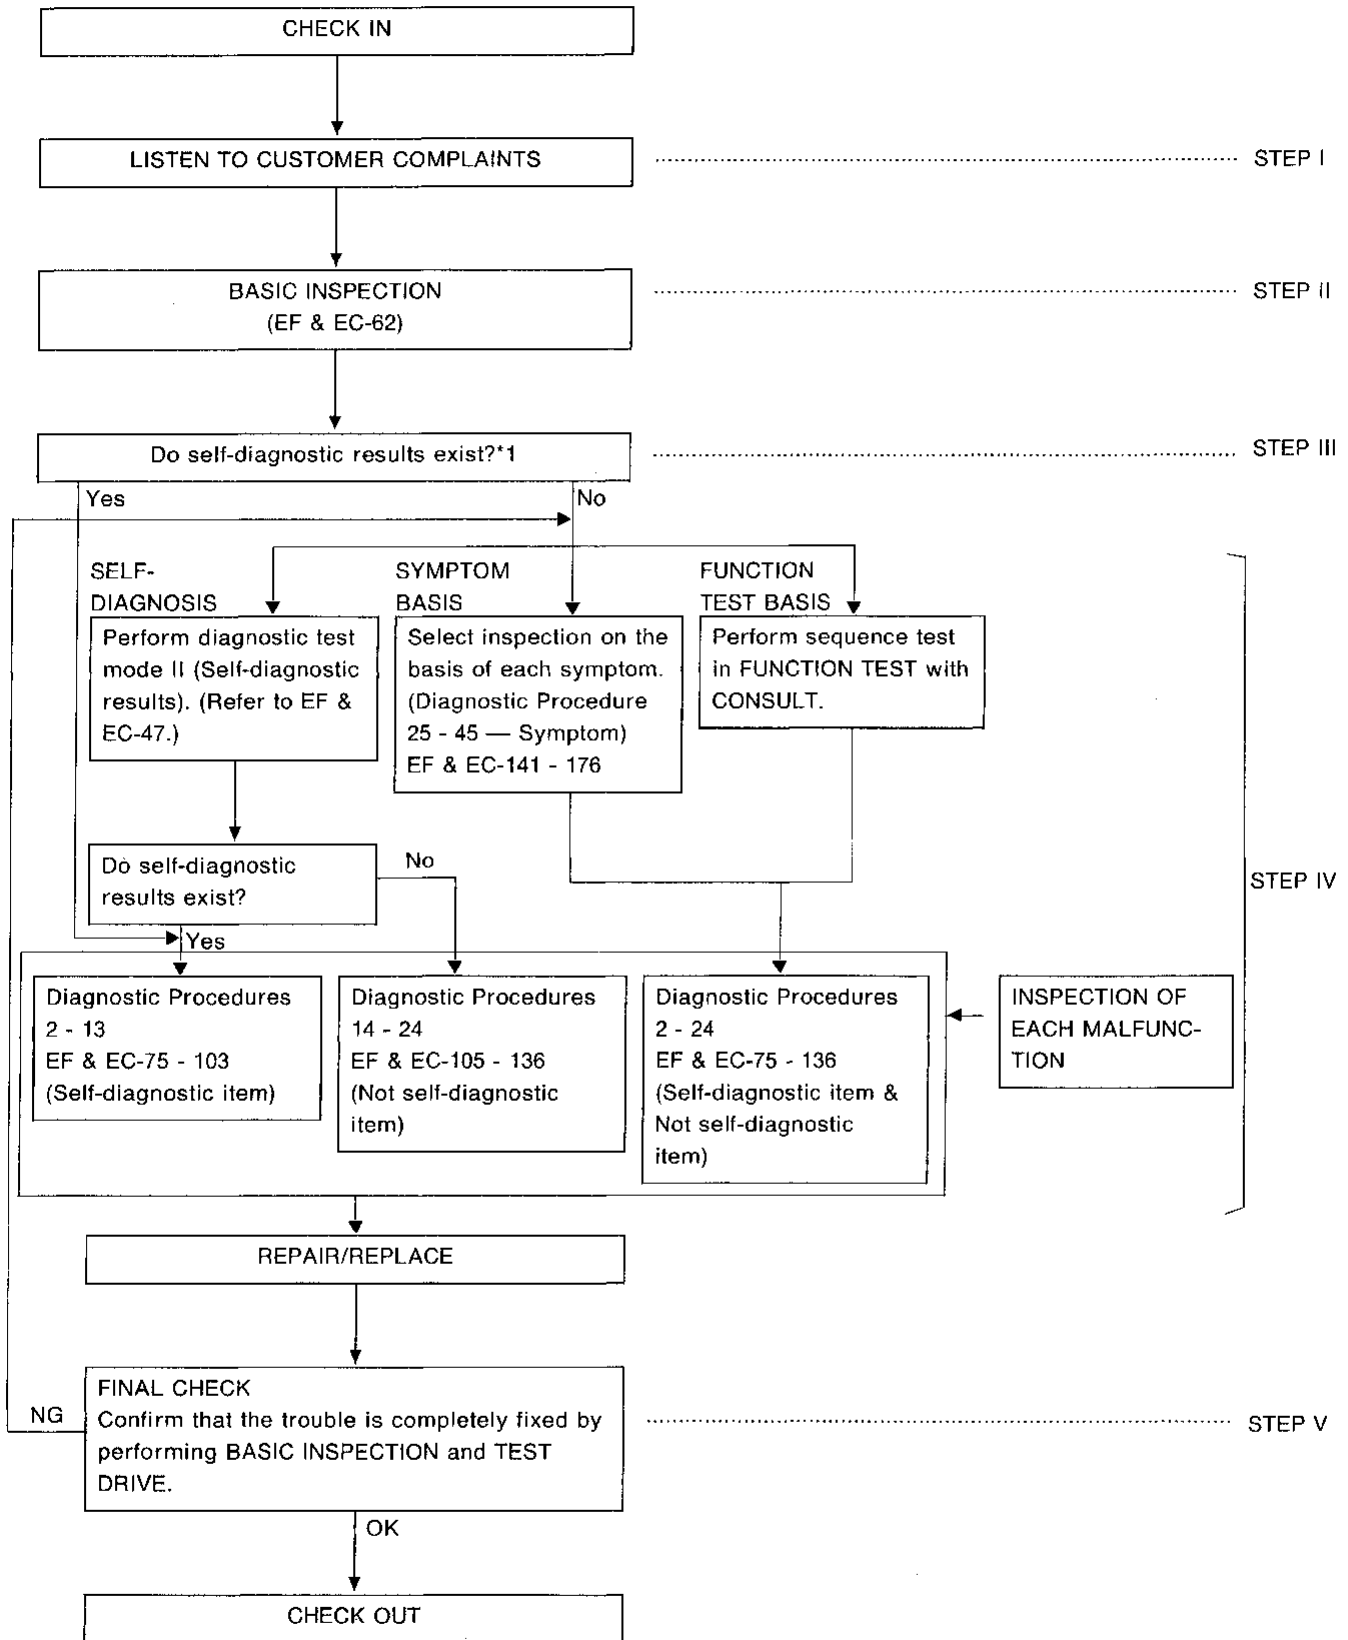 CHECK IN
LISTEN TO CUSTOMER COMPLAINTS
STEP I
BASIC INSPECTION
(EF & EC-62)
STEP II
Do self-diagnostic results exist?*1
STEP III
Yes
No
SELF-
DIAGNOSIS
Perform diagnostic test
mode II (Self-diagnostic
results). (Refer to EF &
EC-47.)
SYMPTOM
BASIS
Select inspection on the
basis of each symptom.
(Diagnostic Procedure
25 - 45 — Symptom)
EF & EC-141 - 176
FUNCTION
TEST BASIS
Perform sequence test
in FUNCTION TEST with
CONSULT.
Do self-diagnostic
results exist?
No
Yes
STEP IV
Diagnostic Procedures
2 - 13
EF & EC-75 - 103
(Self-diagnostic item)
Diagnostic Procedures
14 - 24
EF & EC-105 - 136
(Not self-diagnostic
item)
Diagnostic Procedures
2 - 24
EF & EC-75 - 136
(Self-diagnostic item &
Not self-diagnostic
item)
INSPECTION OF
EACH MALFUNC-
TION
REPAIR/REPLACE
FINAL CHECK
Confirm that the trouble is completely fixed by
performing BASIC INSPECTION and TEST
DRIVE.
NG
STEP V
OK
CHECK OUT